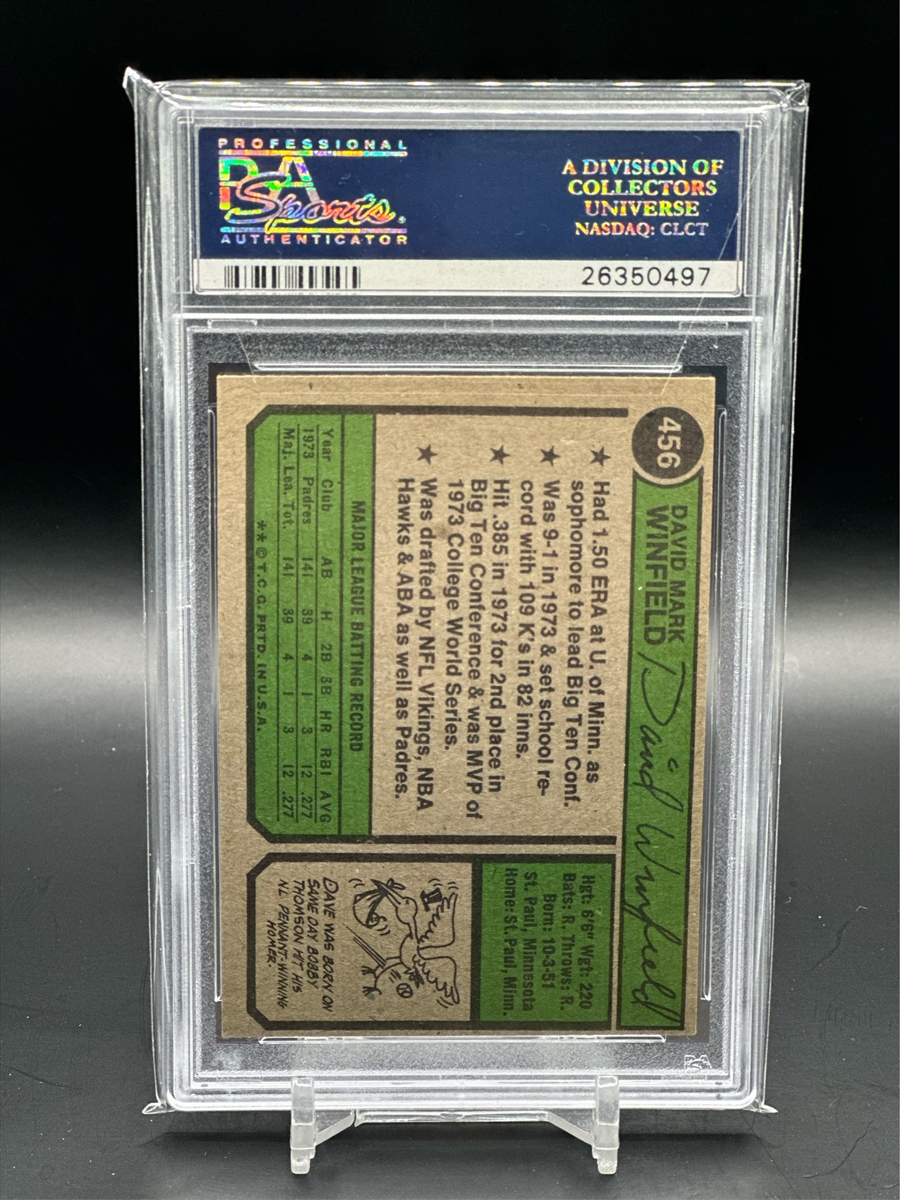 PROFESSIONAL
PSA
Sports
AUTHENTICATOR
A DIVISION OF
COLLECTORS
UNIVERSE
NASDAQ: CLCT
26350497
456
DAVID MARK
WINFIELD
David Winfield
★ Had 1.50 ERA at U. of Minn. as
sophomore to lead Big Ten Conf.
★ Was 9-1 in 1973 & set school re-
cord with 109 K's in 82 inns.
★ Hit .385 in 1973 for 2nd place in
Big Ten Conference & was MVP of
1973 College World Series.
★ Was drafted by NFL Vikings, NBA
Hawks & ABA as well as Padres.
MAJOR LEAGUE BATTING RECORD
Year Club AB H 2B 3B HR RBI AVG
1973 Padres 141 39 4 1 3 12 .277
Maj. Lea. Tot. 141 39 4 1 3 12 .277
**© T.C.G. PRTD. IN U.S.A.
Hgt: 6'6" Wgt: 220
Bats: R. Throws: R.
Born: 10-3-51
St. Paul, Minnesota
Home: St. Paul, Minn.
DAVE WAS BORN ON
SAME DAY BOBBY
THOMSON HIT HIS
NL PENNANT-WINNING
HOMER.